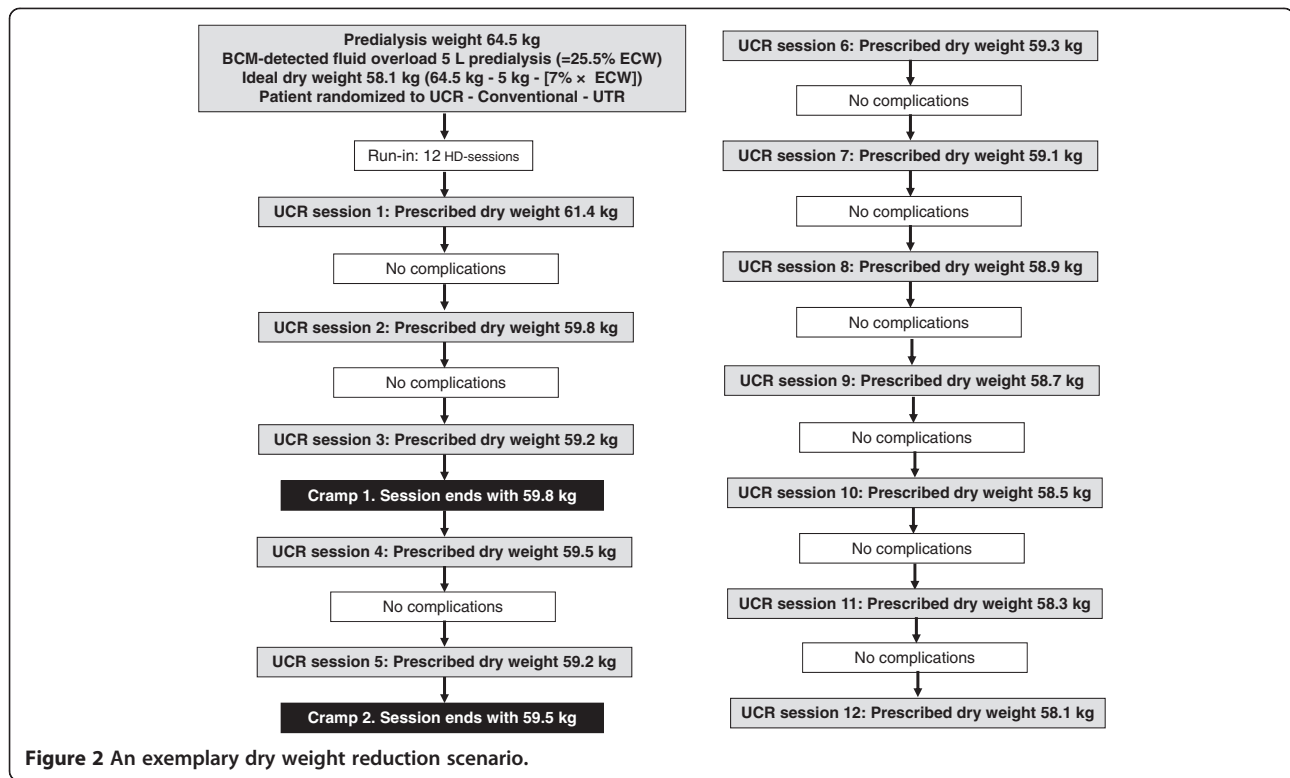 Predialysis weight 64.5 kg
BCM-detected fluid overload 5 L predialysis (=25.5% ECW)
Ideal dry weight 58.1 kg (64.5 kg - 5 kg - [7% × ECW])
Patient randomized to UCR - Conventional - UTR
Run-in: 12 HD-sessions
UCR session 1: Prescribed dry weight 61.4 kg
No complications
UCR session 2: Prescribed dry weight 59.8 kg
No complications
UCR session 3: Prescribed dry weight 59.2 kg
Cramp 1. Session ends with 59.8 kg
UCR session 4: Prescribed dry weight 59.5 kg
No complications
UCR session 5: Prescribed dry weight 59.2 kg
Cramp 2. Session ends with 59.5 kg
UCR session 6: Prescribed dry weight 59.3 kg
No complications
UCR session 7: Prescribed dry weight 59.1 kg
No complications
UCR session 8: Prescribed dry weight 58.9 kg
No complications
UCR session 9: Prescribed dry weight 58.7 kg
No complications
UCR session 10: Prescribed dry weight 58.5 kg
No complications
UCR session 11: Prescribed dry weight 58.3 kg
No complications
UCR session 12: Prescribed dry weight 58.1 kg
Figure 2 An exemplary dry weight reduction scenario.